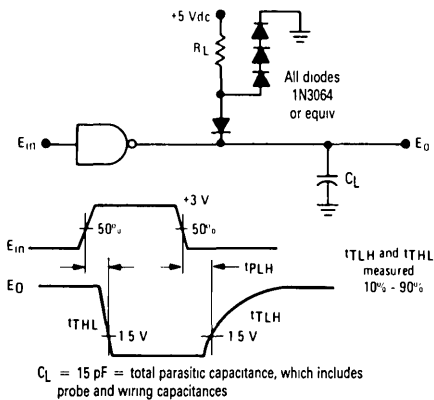 +5 Vdc
RL
All diodes
1N3064
or equiv
Ein
Eo
CL
+3 V
50%
50%
Ein
tPLH
tTLH and tTHL
measured
10% - 90%
EO
tTHL
tTLH
1 5 V
1 5 V
CL = 15 pF = total parasitic capacitance, which includes
probe and wiring capacitances